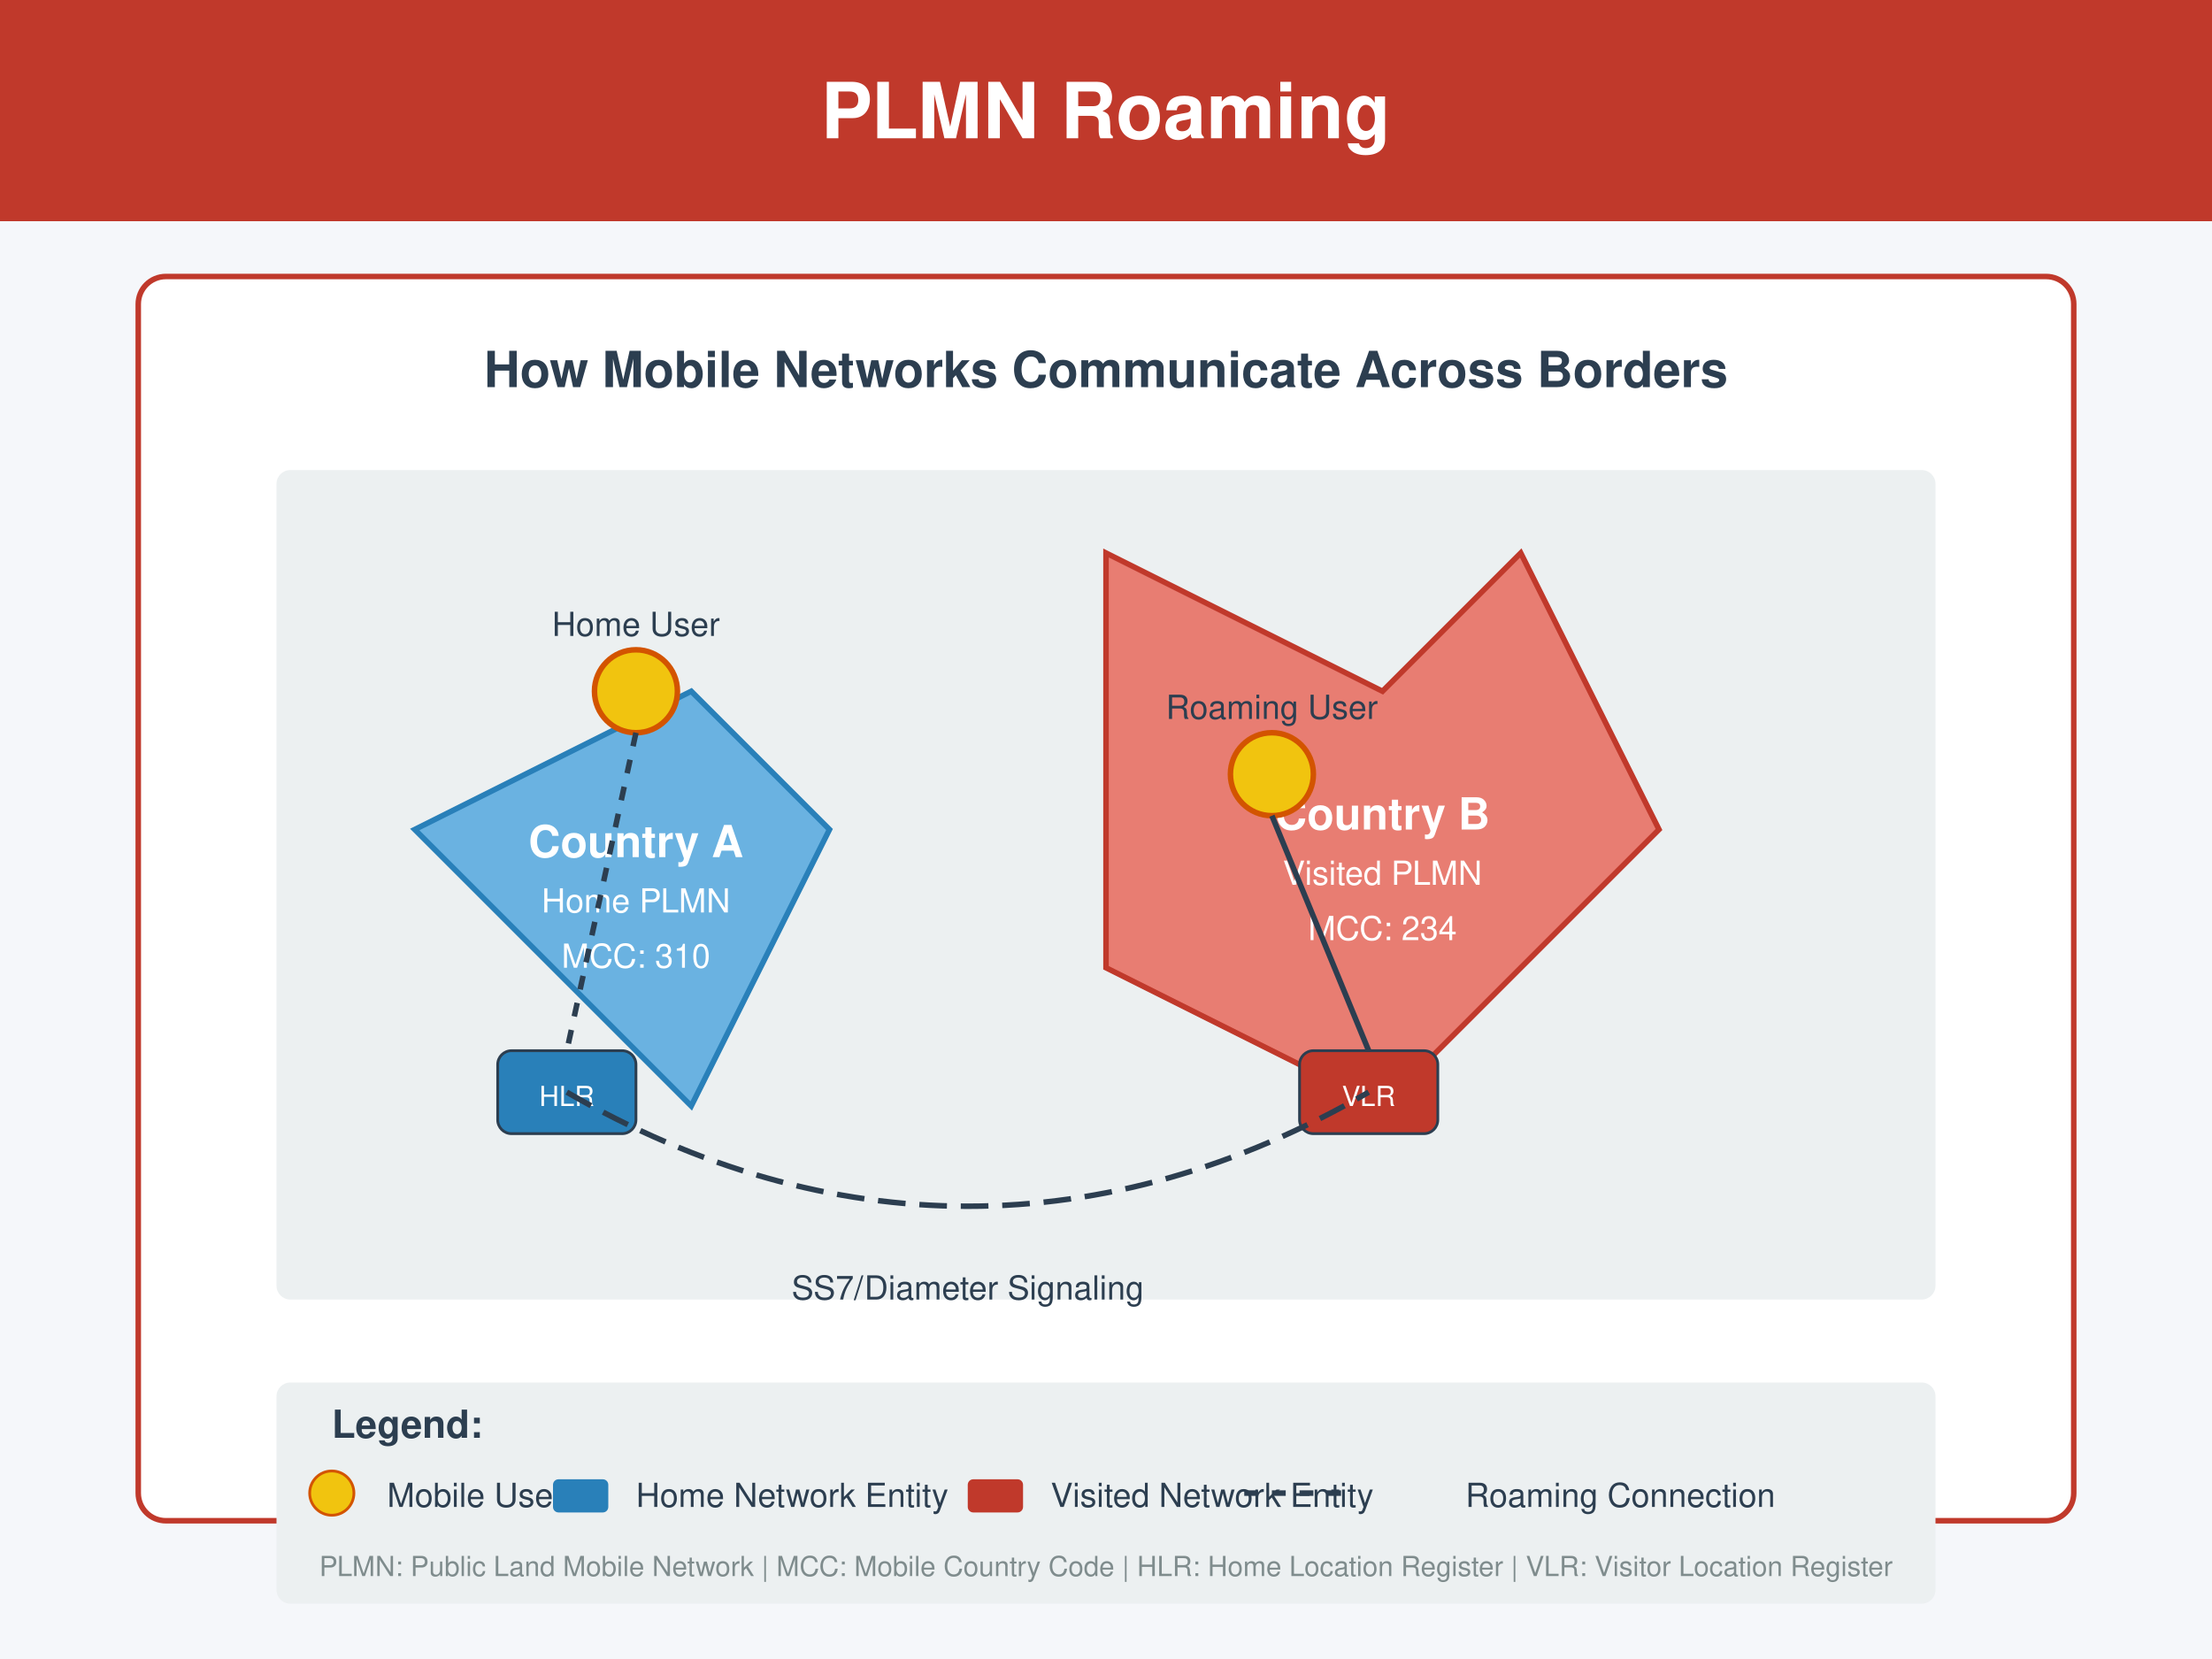 PLMN Roaming
How Mobile Networks Communicate Across Borders
Home User
Roaming User
Country A
Home PLMN
MCC: 310
Country B
Visited PLMN
MCC: 234
HLR
VLR
SS7/Diameter Signaling
Legend:
Mobile User
Home Network Entity
Visited Network Entity
Roaming Connection
PLMN: Public Land Mobile Network | MCC: Mobile Country Code | HLR: Home Location Register | VLR: Visitor Location Register